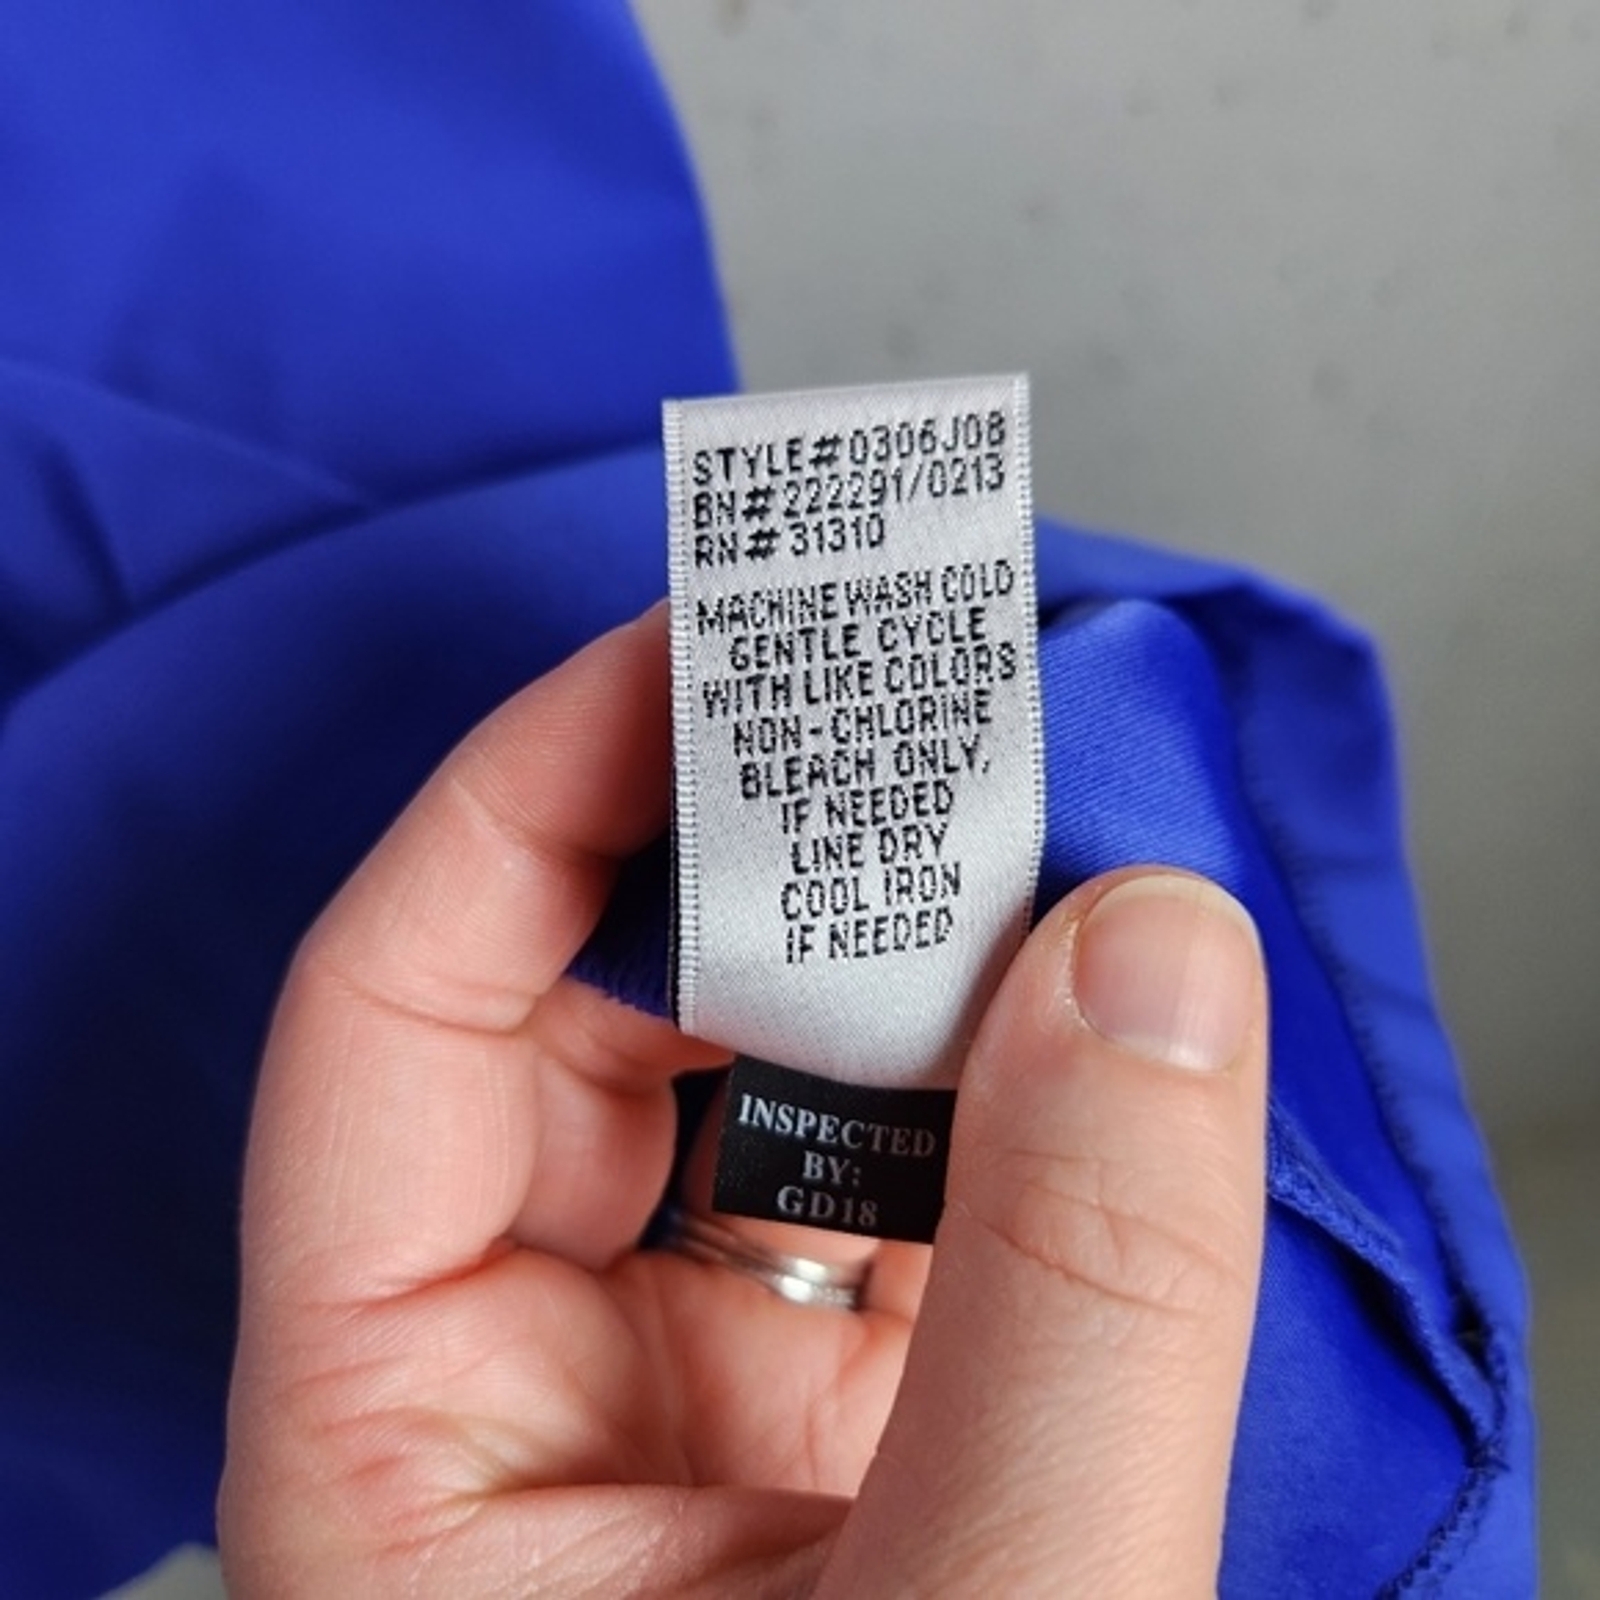 STYLE#0306J08
BN#222291/0213
RN#31310
MACHINE WASH COLD
GENTLE CYCLE
WITH LIKE COLORS
NON-CHLORINE
BLEACH ONLY,
IF NEEDED
LINE DRY
COOL IRON
IF NEEDED
INSPECTED
BY:
GD18